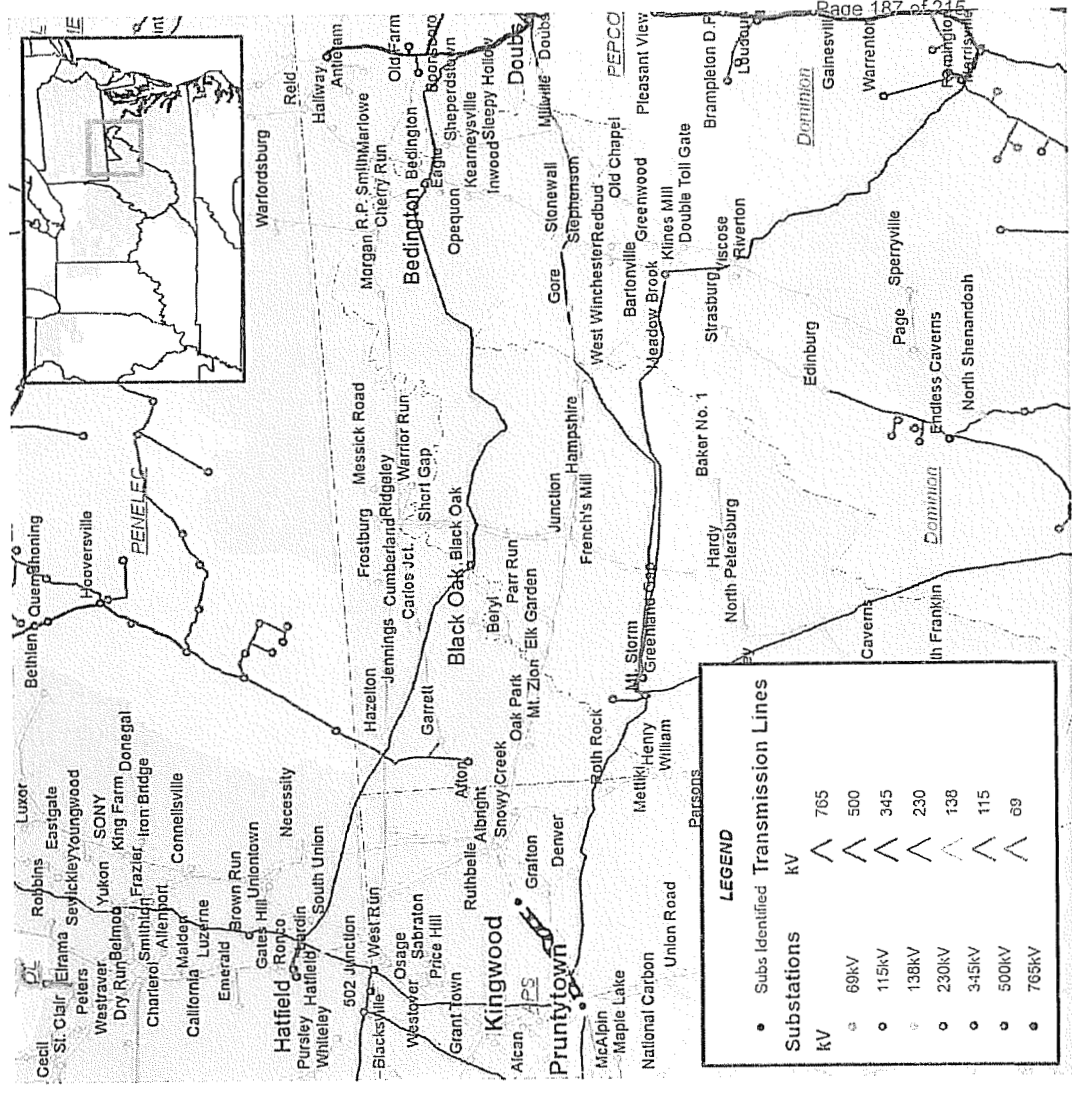 Page 187 of 215
Luxor
Robbins
Eastgate
Sewickley
Youngwood
Cecil
St. Clair
Elrama
Peters
Yukon
SONY
King Farm
Donegal
Westraver
Dry Run
Belmont
Frazier
Iron Bridge
Smithton
Charleroi
Allenport
Connellsville
California
Malden
Luzerne
Emerald
Brown Run
Uniontown
Gates Hill
Necessity
Ronco
Hatfield
Pursley
Hatfield
Whiteley
South Union
502 Junction
Blacksville
West Run
Osage
Sabraton
Price Hill
Westover
Grant Town
Kingwood
APS
Alcan
Pruntytown
McAlpin
Maple Lake
National Carbon
Union Road
Ruthbelle
Albright
Snowy Creek
Grafton
Denver
Afton
Bethlen
Quemahoning
Hooversville
PENELEC
Hazelton
Jennings
Garrett
Frostburg
Messick Road
Cumberland
Ridgeley
Carlos Jct.
Warrior Run
Short Gap
Black Oak
Black Oak
Beryl
Parr Run
Elk Garden
Oak Park
Mt. Zion
Junction
Hampshire
French's Mill
Mt. Storm
Greenland Gap
Henry
William
Metliki
Parsons
Hardy
North Petersburg
Baker No. 1
Caverns
Warfordsburg
Reid
Halfway
Antietam
Morgan
R.P. Smith
Marlowe
Cherry Run
Old Farm
Boonsboro
Bedington
Bedington
Eagle
Sheperdstown
Opequon
Kearneysville
Inwood
Sleepy Hollow
Doubs
Doubs
Millville
Stonewall
Stephenson
Gore
West Winchester
Redbud
Old Chapel
PEPCO
Pleasant View
Bartonville
Greenwood
Meadow Brook
Klines Mill
Double Toll Gate
Brampleton D.P.
Loudoun
Strasburg
Riverton
Dominion
Gainesville
Warrenton
Remington
Morrisville
Edinburg
Page
Sperryville
Endless Caverns
North Shenandoah
Dominion
LEGEND
Subs Identified
Substations
kV
69kV
115kV
138kV
230kV
345kV
500kV
765kV
Transmission Lines
kV
765
500
345
230
138
115
69